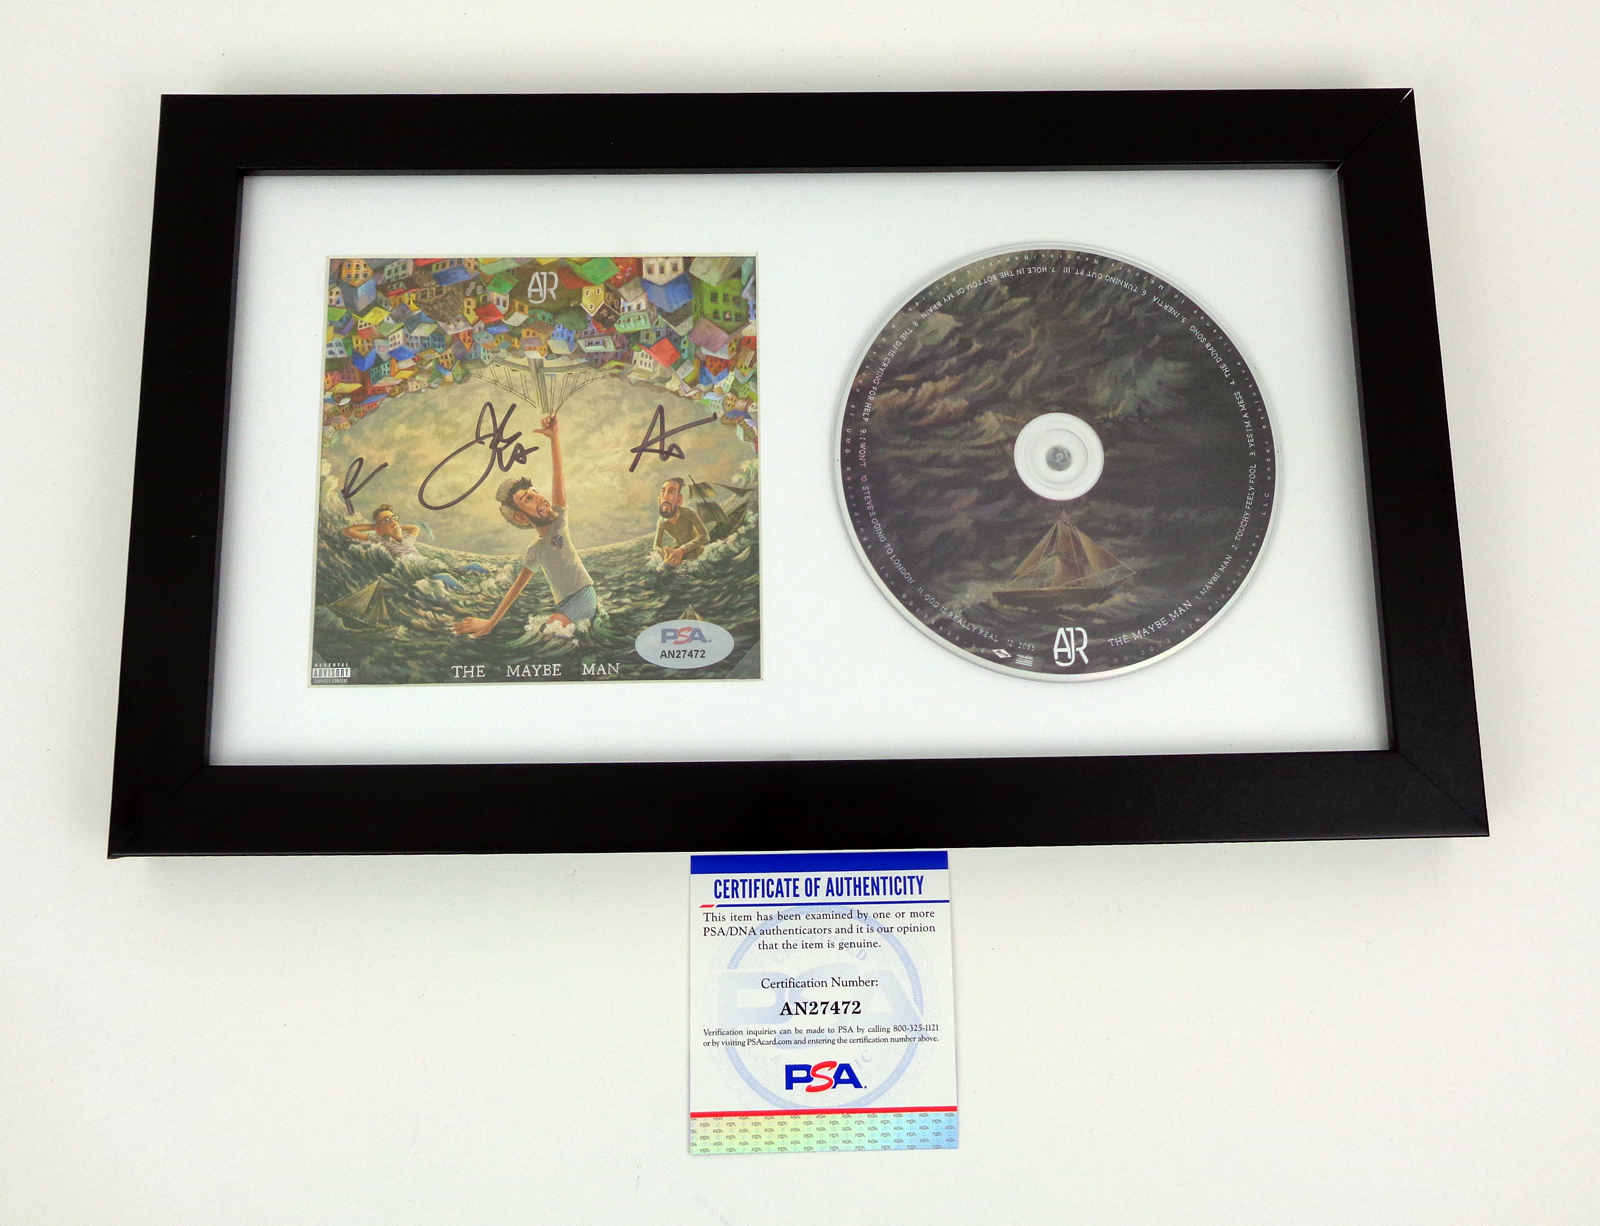 AJR
THE MAYBE MAN
PARENTAL
ADVISORY
EXPLICIT CONTENT
PSA
AN27472
THE MAYBE MAN 1. MAYBE MAN 2. TOUCHY FEELY FOOL 3. YES I'M A MESS 4. THE DUMB SONG 5. INERTIA 6. TURNING OUT PT. III 7. HOLE IN THE BOTTOM OF MY BRAIN 8. THE DJ IS CRYING FOR HELP 9. I WON'T 10. STEVE'S GOING TO LONDON 11. GOD IS REALLY REAL 12. 2085
AJR
CERTIFICATE OF AUTHENTICITY
This item has been examined by one or more
PSA/DNA authenticators and it is our opinion
that the item is genuine.
Certification Number:
AN27472
Verification inquiries can be made to PSA by calling 800-325-1121
or by visiting PSAcard.com and entering the certification number above.
PSA